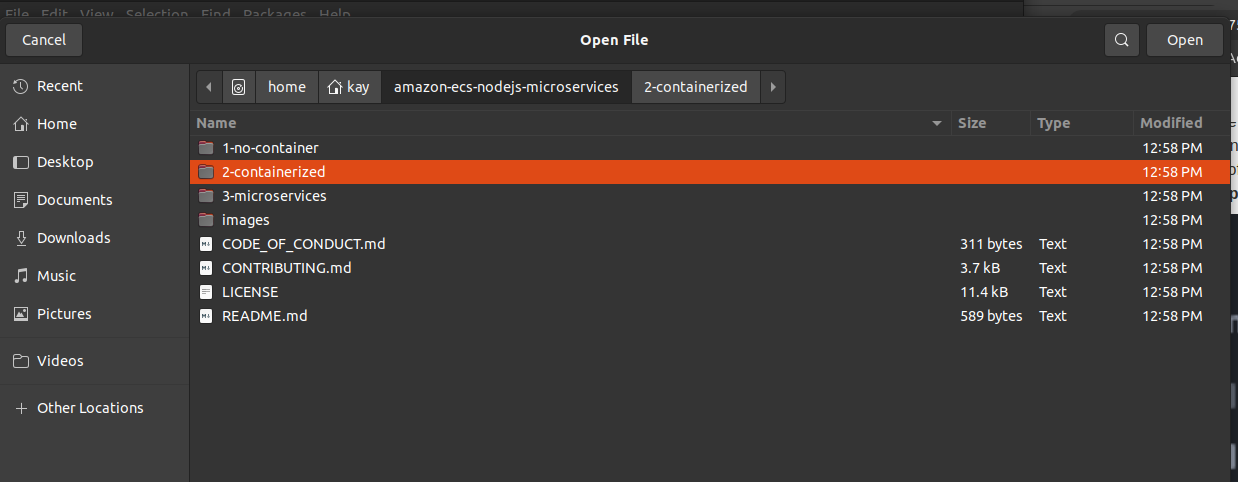 File Edit View Selection Find Packages Help
Cancel Open File Open
home kay amazon-ecs-nodejs-microservices 2-containerized
Name Size Type Modified
Recent
Home
Desktop
Documents
Downloads
Music
Pictures
Videos
Other Locations
1-no-container 12:58 PM
2-containerized 12:58 PM
3-microservices 12:58 PM
images 12:58 PM
CODE_OF_CONDUCT.md 311 bytes Text 12:58 PM
CONTRIBUTING.md 3.7 kB Text 12:58 PM
LICENSE 11.4 kB Text 12:58 PM
README.md 589 bytes Text 12:58 PM